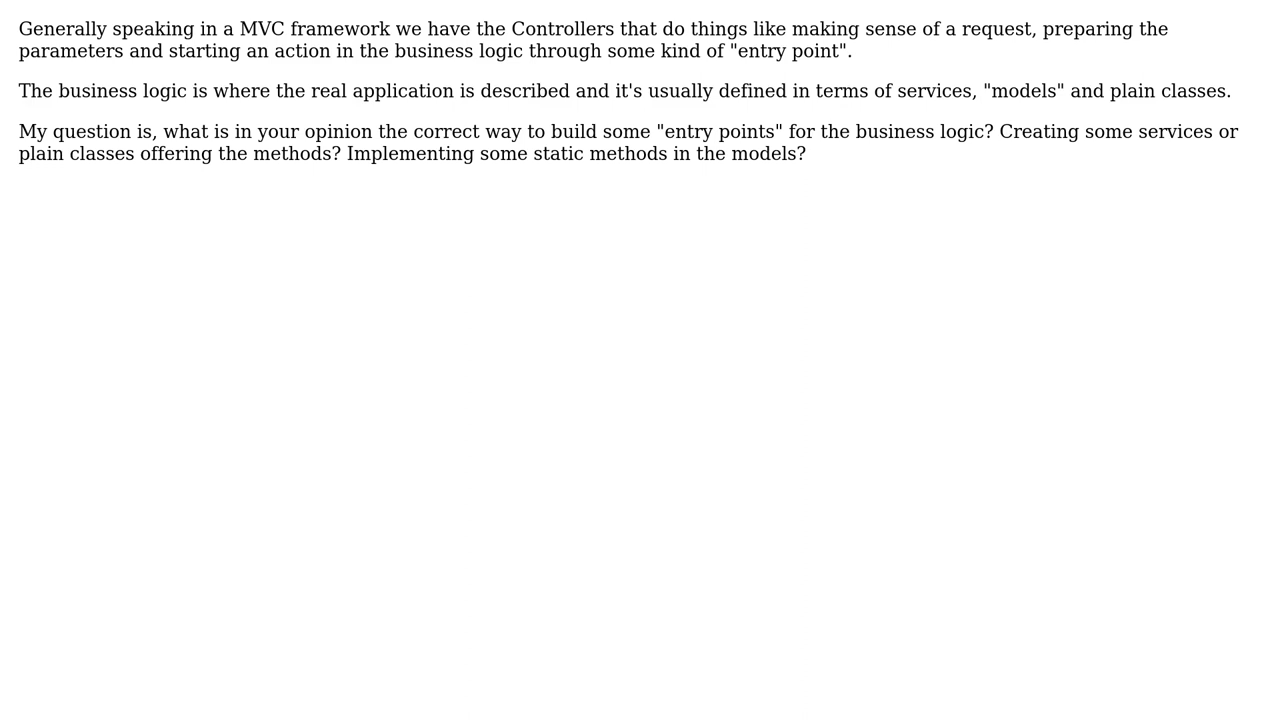 Generally speaking in a MVC framework we have the Controllers that do things like making sense of a request, preparing the
parameters and starting an action in the business logic through some kind of "entry point".
The business logic is where the real application is described and it's usually defined in terms of services, "models" and plain classes.
My question is, what is in your opinion the correct way to build some "entry points" for the business logic? Creating some services or
plain classes offering the methods? Implementing some static methods in the models?